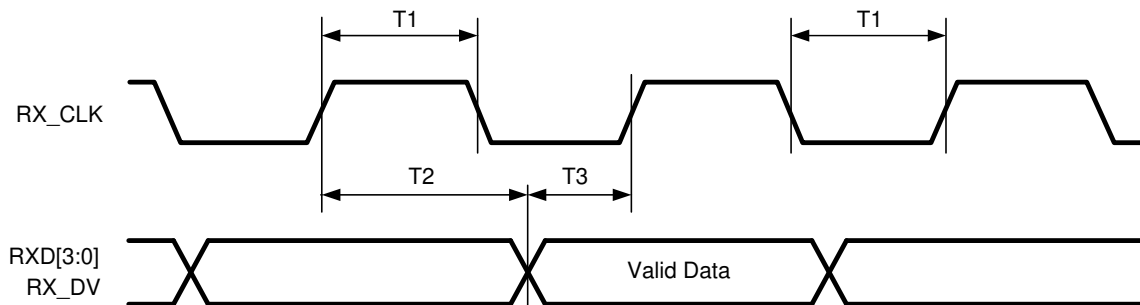 T1
T1
RX_CLK
T2
T3
RXD[3:0]
Valid Data
RX_DV